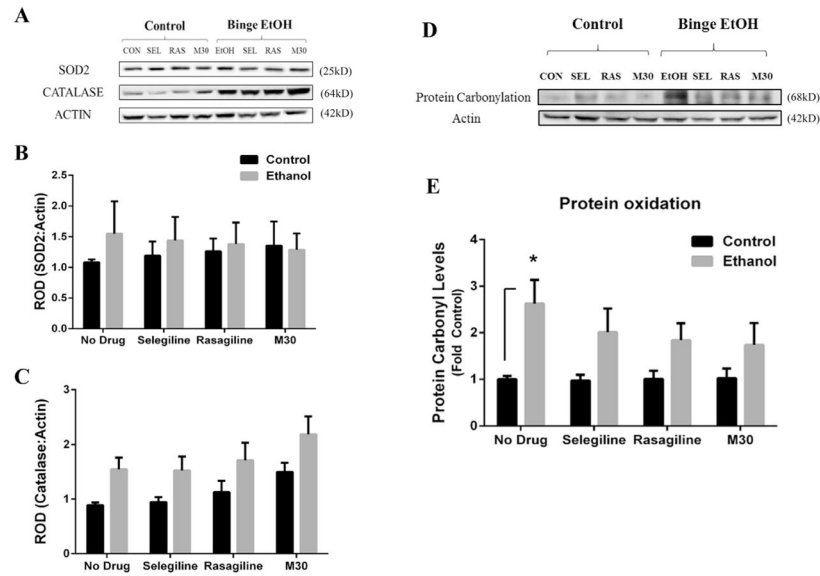 A
Control Binge EtOH
CON SEL RAS M30 EtOH SEL RAS M30
SOD2 (25kD)
CATALASE (64kD)
ACTIN (42kD)
B
Control
Ethanol
ROD (SOD2:Actin)
2.5
2.0
1.5
1.0
0.5
0.0
No Drug Selegiline Rasagiline M30
C
ROD (Catalase:Actin)
3
2
1
0
No Drug Selegiline Rasagiline M30
D
Control Binge EtOH
CON SEL RAS M30 EtOH SEL RAS M30
Protein Carbonylation (68kD)
Actin (42kD)
E
Protein oxidation
Control
Ethanol
Protein Carbonyl Levels
(Fold Control)
4
3
2
1
0
*
No Drug Selegiline Rasagiline M30